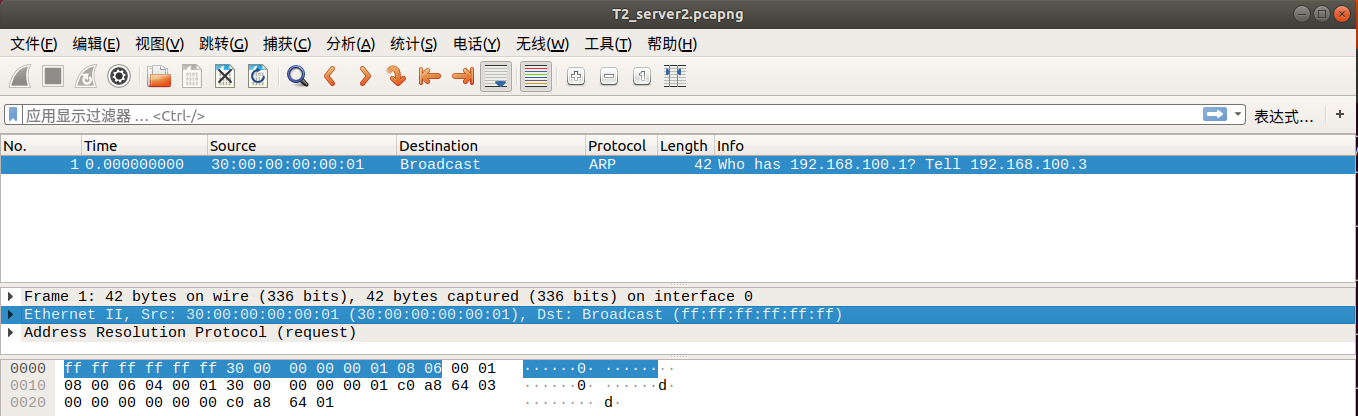 T2_server2.pcapng
文件(F) 编辑(E) 视图(V) 跳转(G) 捕获(C) 分析(A) 统计(S) 电话(Y) 无线(W) 工具(T) 帮助(H)
应用显示过滤器 … <Ctrl-/> 表达式… +
No. Time Source Destination Protocol Length Info
1 0.000000000 30:00:00:00:00:01 Broadcast ARP 42 Who has 192.168.100.1? Tell 192.168.100.3
Frame 1: 42 bytes on wire (336 bits), 42 bytes captured (336 bits) on interface 0
Ethernet II, Src: 30:00:00:00:00:01 (30:00:00:00:00:01), Dst: Broadcast (ff:ff:ff:ff:ff:ff)
Address Resolution Protocol (request)
0000 ff ff ff ff ff ff 30 00 00 00 00 01 08 06 00 01 ······0· ········
0010 08 00 06 04 00 01 30 00 00 00 00 01 c0 a8 64 03 ······0· ······d·
0020 00 00 00 00 00 00 c0 a8 64 01 ········ d·